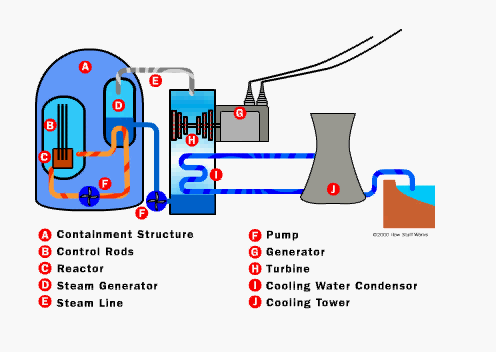 A
E
D
B
G
H
C
I
F
J
F
©2000 How Stuff Works
A Containment Structure
B Control Rods
C Reactor
D Steam Generator
E Steam Line
F Pump
G Generator
H Turbine
I Cooling Water Condensor
J Cooling Tower